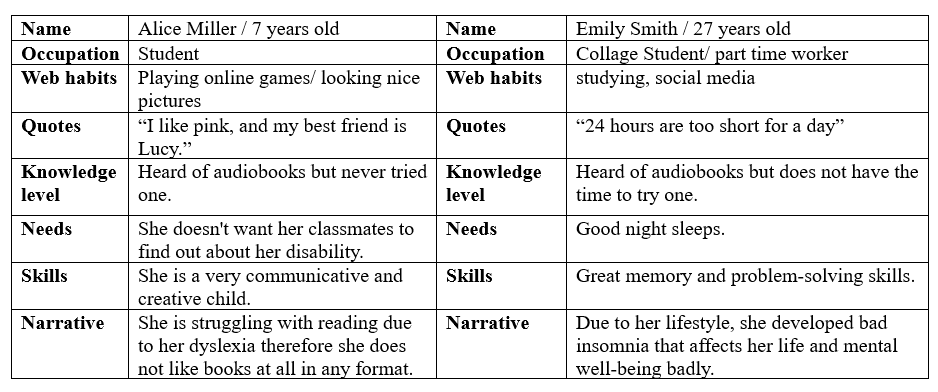 Name Alice Miller / 7 years old Name Emily Smith / 27 years old
Occupation Student Occupation Collage Student/ part time worker
Web habits Playing online games/ looking nice Web habits studying, social media
pictures
Quotes “I like pink, and my best friend is Quotes “24 hours are too short for a day”
Lucy.”
Knowledge Heard of audiobooks but never tried Knowledge Heard of audiobooks but does not have the
level one. level time to try one.
Needs She doesn't want her classmates to Needs Good night sleeps.
find out about her disability.
Skills She is a very communicative and Skills Great memory and problem-solving skills.
creative child.
Narrative She is struggling with reading due Narrative Due to her lifestyle, she developed bad
to her dyslexia therefore she does insomnia that affects her life and mental
not like books at all in any format. well-being badly.